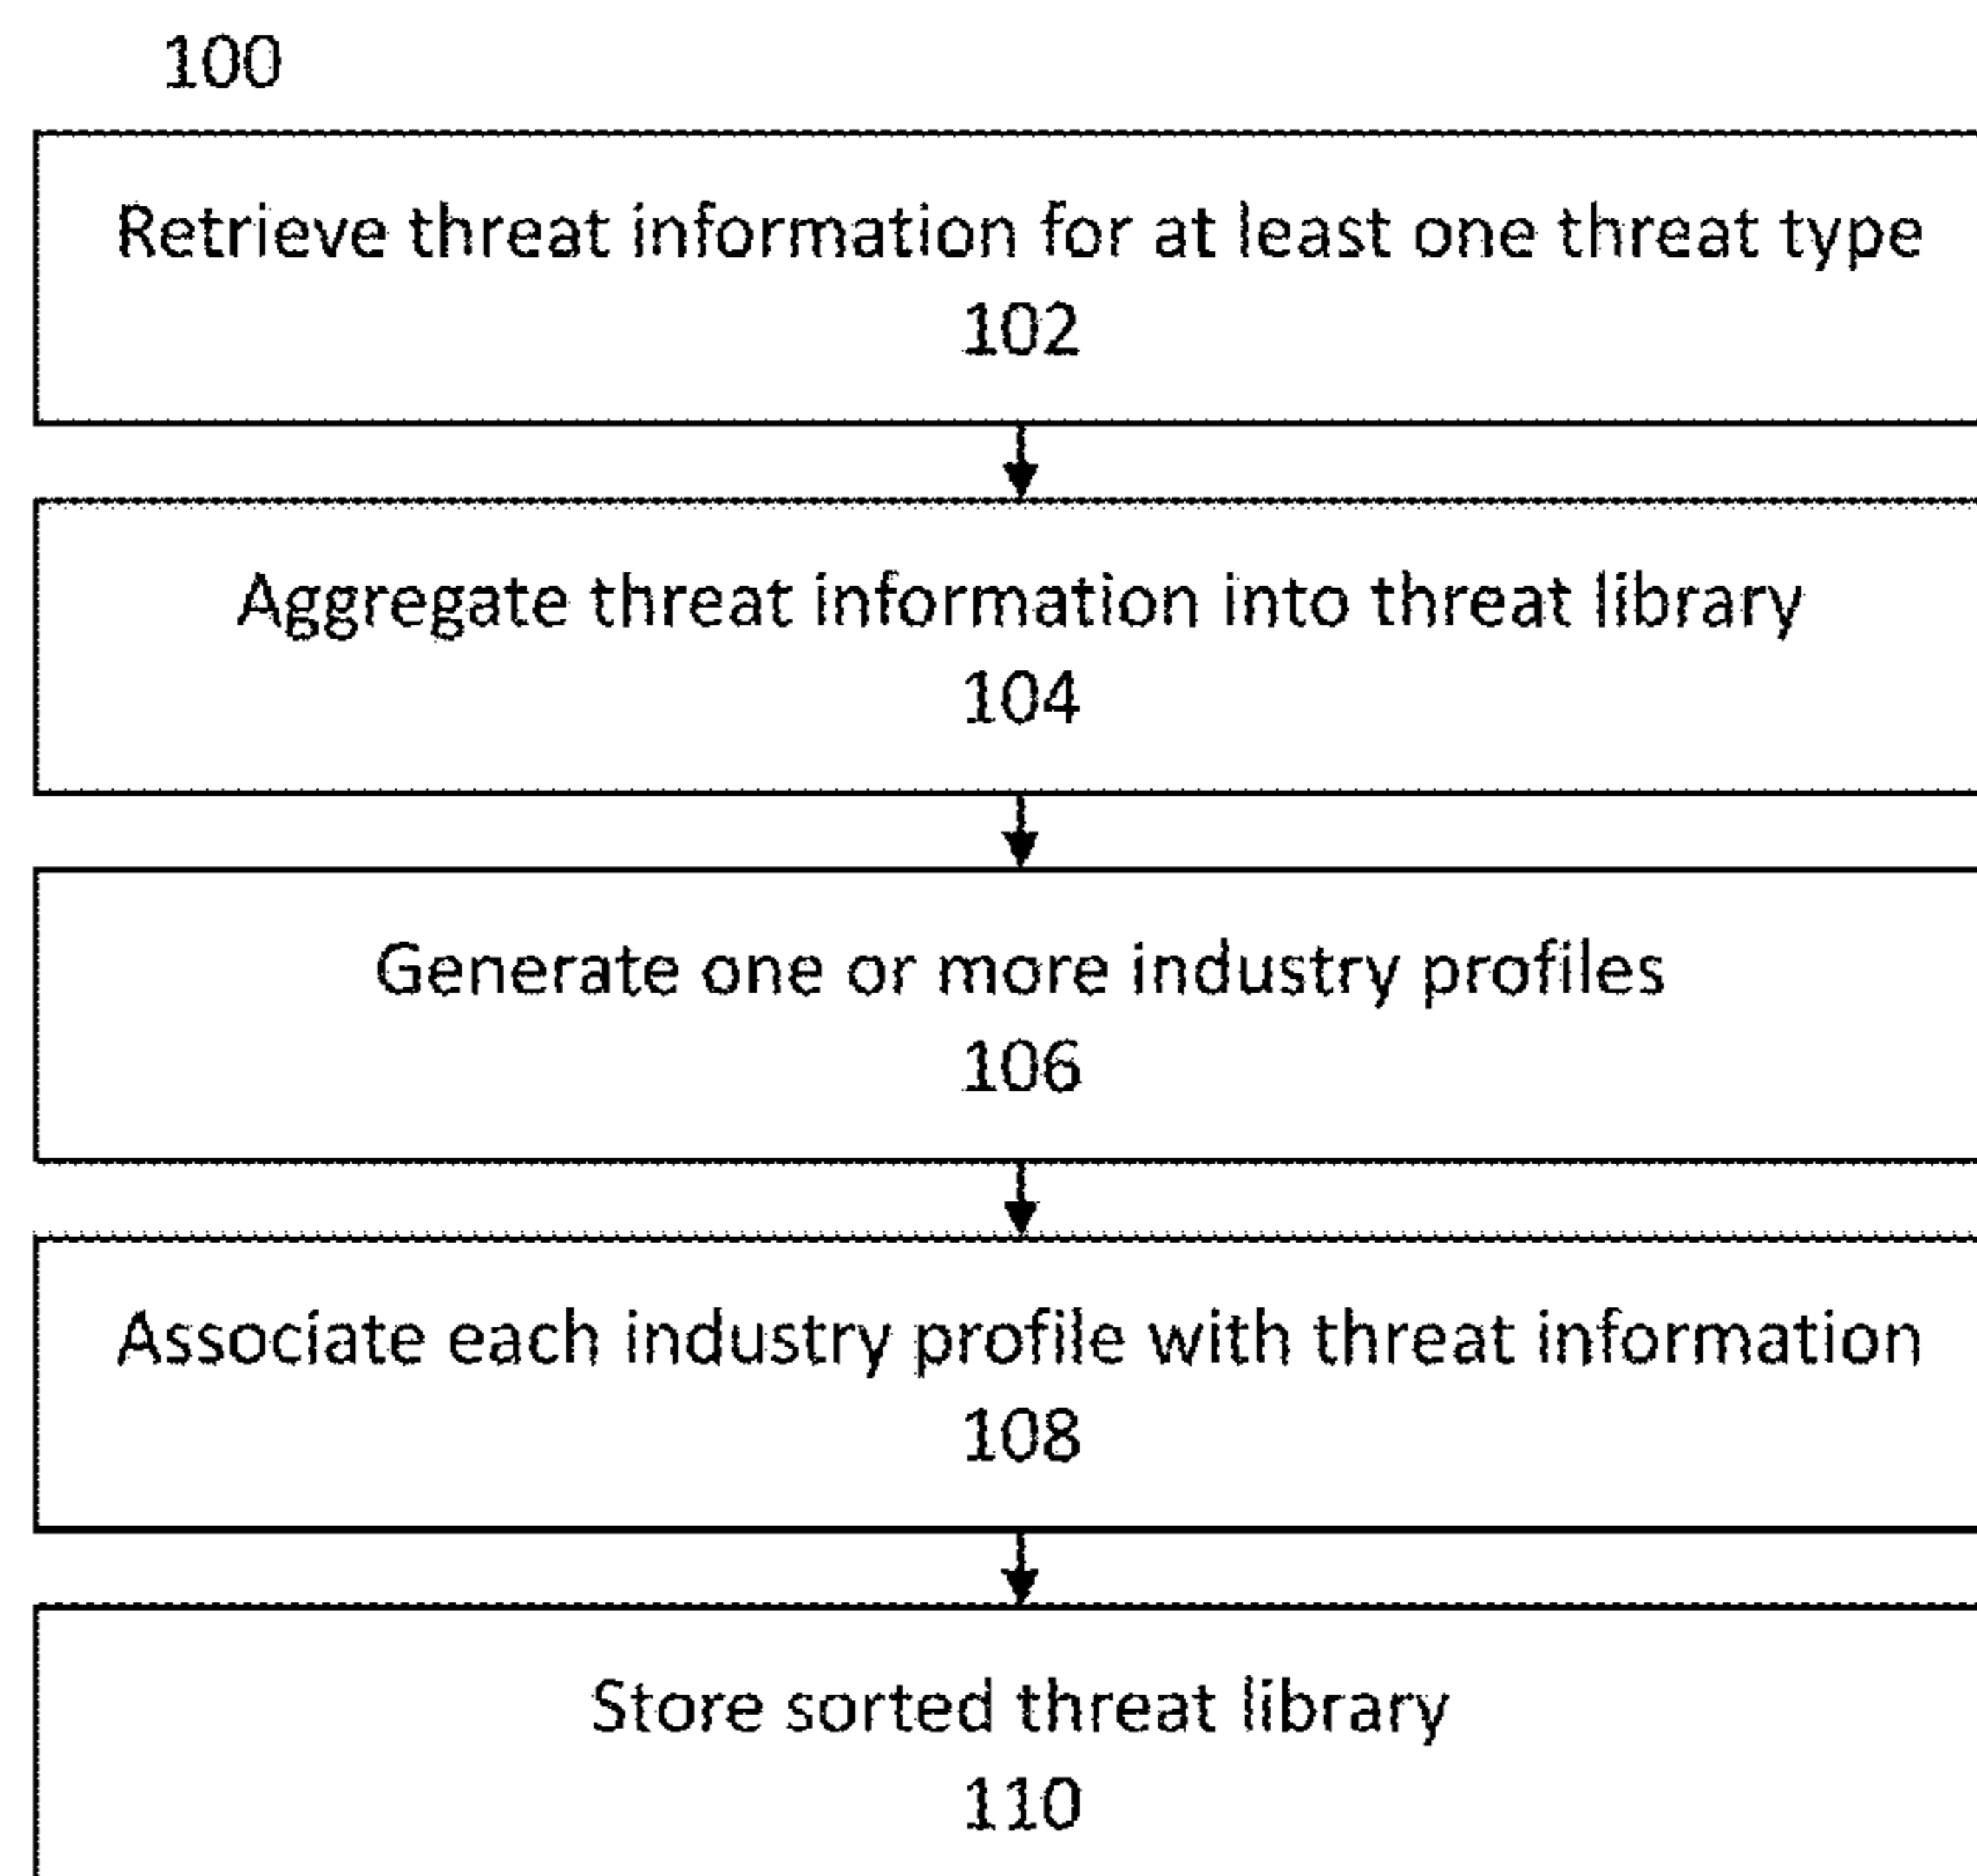 100
Retrieve threat information for at least one threat type
102
Aggregate threat information into threat library
104
Generate one or more industry profiles
106
Associate each industry profile with threat information
108
Store sorted threat library
110